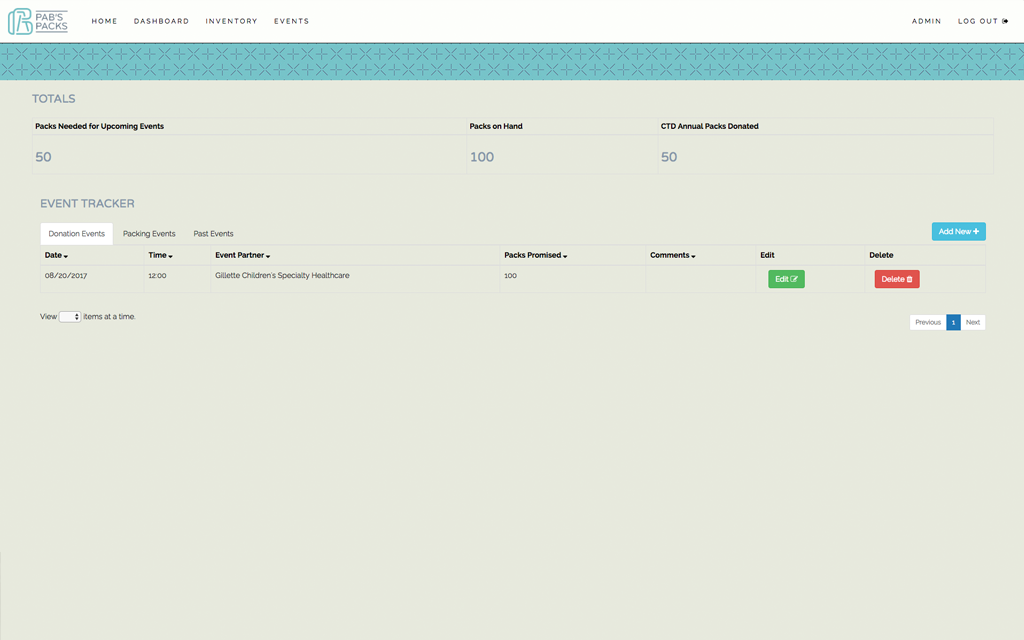 PAB'S
PACKS
HOME DASHBOARD INVENTORY EVENTS ADMIN LOG OUT
TOTALS
Packs Needed for Upcoming Events Packs on Hand CTD Annual Packs Donated
50 100 50
EVENT TRACKER
Donation Events Packing Events Past Events Add New +
Date Time Event Partner Packs Promised Comments Edit Delete
08/20/2017 12:00 Gillette Children's Specialty Healthcare 100 Edit Delete
View items at a time. Previous 1 Next